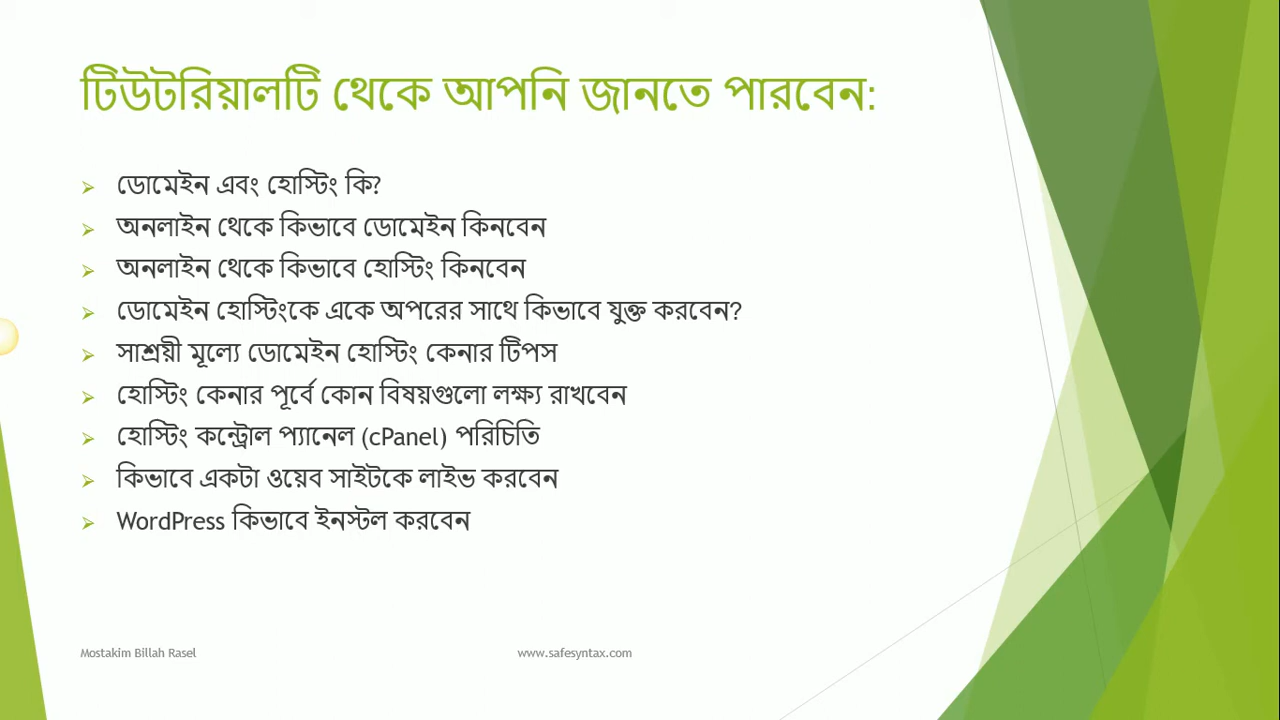 টিউটরিয়ালটি থেকে আপনি জানতে পারবেন:
ডোমেইন এবং হোস্টিং কি?
অনলাইন থেকে কিভাবে ডোমেইন কিনবেন
অনলাইন থেকে কিভাবে হোস্টিং কিনবেন
ডোমেইন হোস্টিংকে একে অপরের সাথে কিভাবে যুক্ত করবেন?
সাশ্রয়ী মূল্যে ডোমেইন হোস্টিং কেনার টিপস
হোস্টিং কেনার পূর্বে কোন বিষয়গুলো লক্ষ্য রাখবেন
হোস্টিং কন্ট্রোল প্যানেল (cPanel) পরিচিতি
কিভাবে একটা ওয়েব সাইটকে লাইভ করবেন
WordPress কিভাবে ইনস্টল করবেন
Mostakim Billah Rasel
www.safesyntax.com